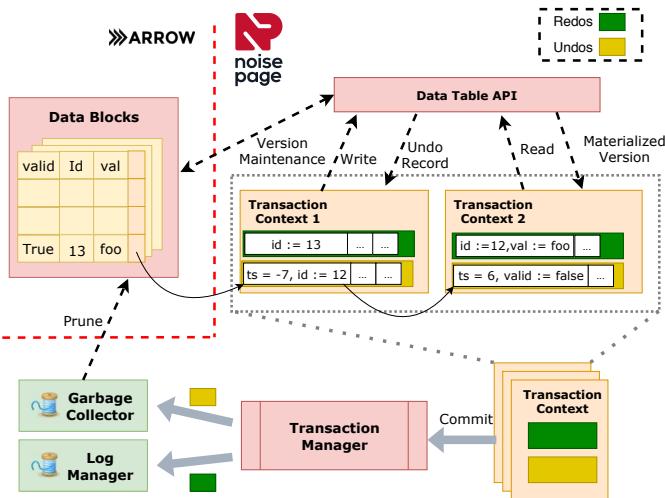 ARROW
noise
page
Redos
Undos
Data Table API
Data Blocks
valid Id val
True 13 foo
Version
Maintenance
Write
Undo
Record
Read
Materialized
Version
Transaction
Context 1
id := 13 ... ...
ts = -7, id := 12 ... ...
Transaction
Context 2
id :=12,val := foo ...
ts = 6, valid := false ...
Prune
Garbage
Collector
Log
Manager
Transaction
Manager
Commit
Transaction
Context